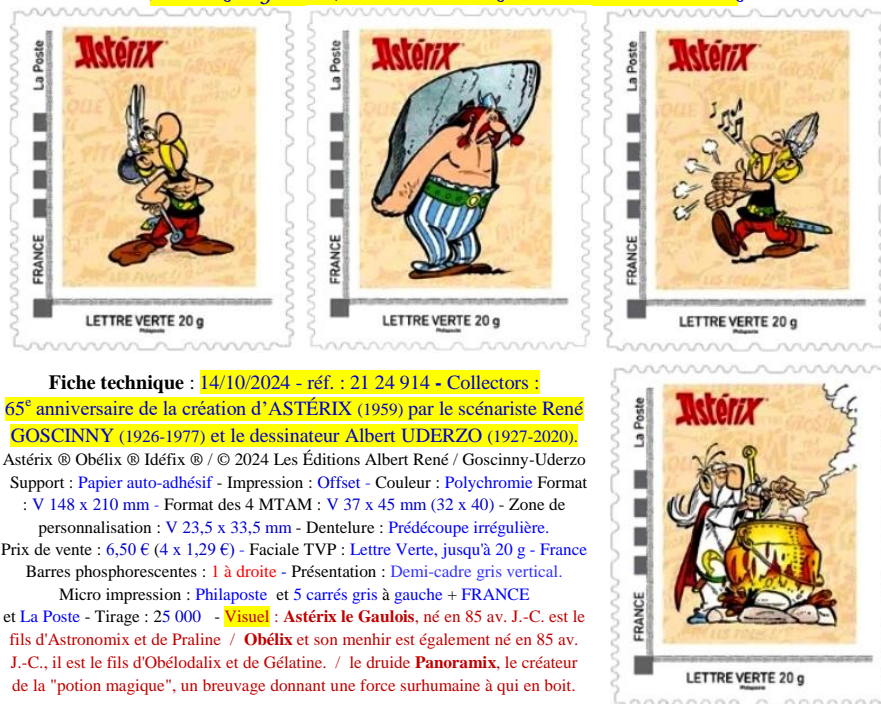 La Poste
Astérix
FRANCE
LETTRE VERTE 20 g
Philaposte
La Poste
Astérix
FRANCE
LETTRE VERTE 20 g
Philaposte
La Poste
Astérix
FRANCE
LETTRE VERTE 20 g
Philaposte
Fiche technique : 14/10/2024 - réf. : 21 24 914 - Collectors :
65e anniversaire de la création d'ASTÉRIX (1959) par le scénariste René
GOSCINNY (1926-1977) et le dessinateur Albert UDERZO (1927-2020).
Astérix ® Obélix ® Idéfix ® / © 2024 Les Éditions Albert René / Goscinny-Uderzo
Support : Papier auto-adhésif - Impression : Offset - Couleur : Polychromie Format
: V 148 x 210 mm - Format des 4 MTAM : V 37 x 45 mm (32 x 40) - Zone de
personnalisation : V 23,5 x 33,5 mm - Dentelure : Prédécoupe irrégulière.
Prix de vente : 6,50 € (4 x 1,29 €) - Faciale TVP : Lettre Verte, jusqu'à 20 g - France
Barres phosphorescentes : 1 à droite - Présentation : Demi-cadre gris vertical.
Micro impression : Philaposte et 5 carrés gris à gauche + FRANCE
et La Poste - Tirage : 25 000 - Visuel : Astérix le Gaulois, né en 85 av. J.-C. est le
fils d'Astronomix et de Praline / Obélix et son menhir est également né en 85 av.
J.-C., il est le fils d'Obélodalix et de Gélatine. / le druide Panoramix, le créateur
de la "potion magique", un breuvage donnant une force surhumaine à qui en boit.
La Poste
Astérix
FRANCE
LETTRE VERTE 20 g
Philaposte